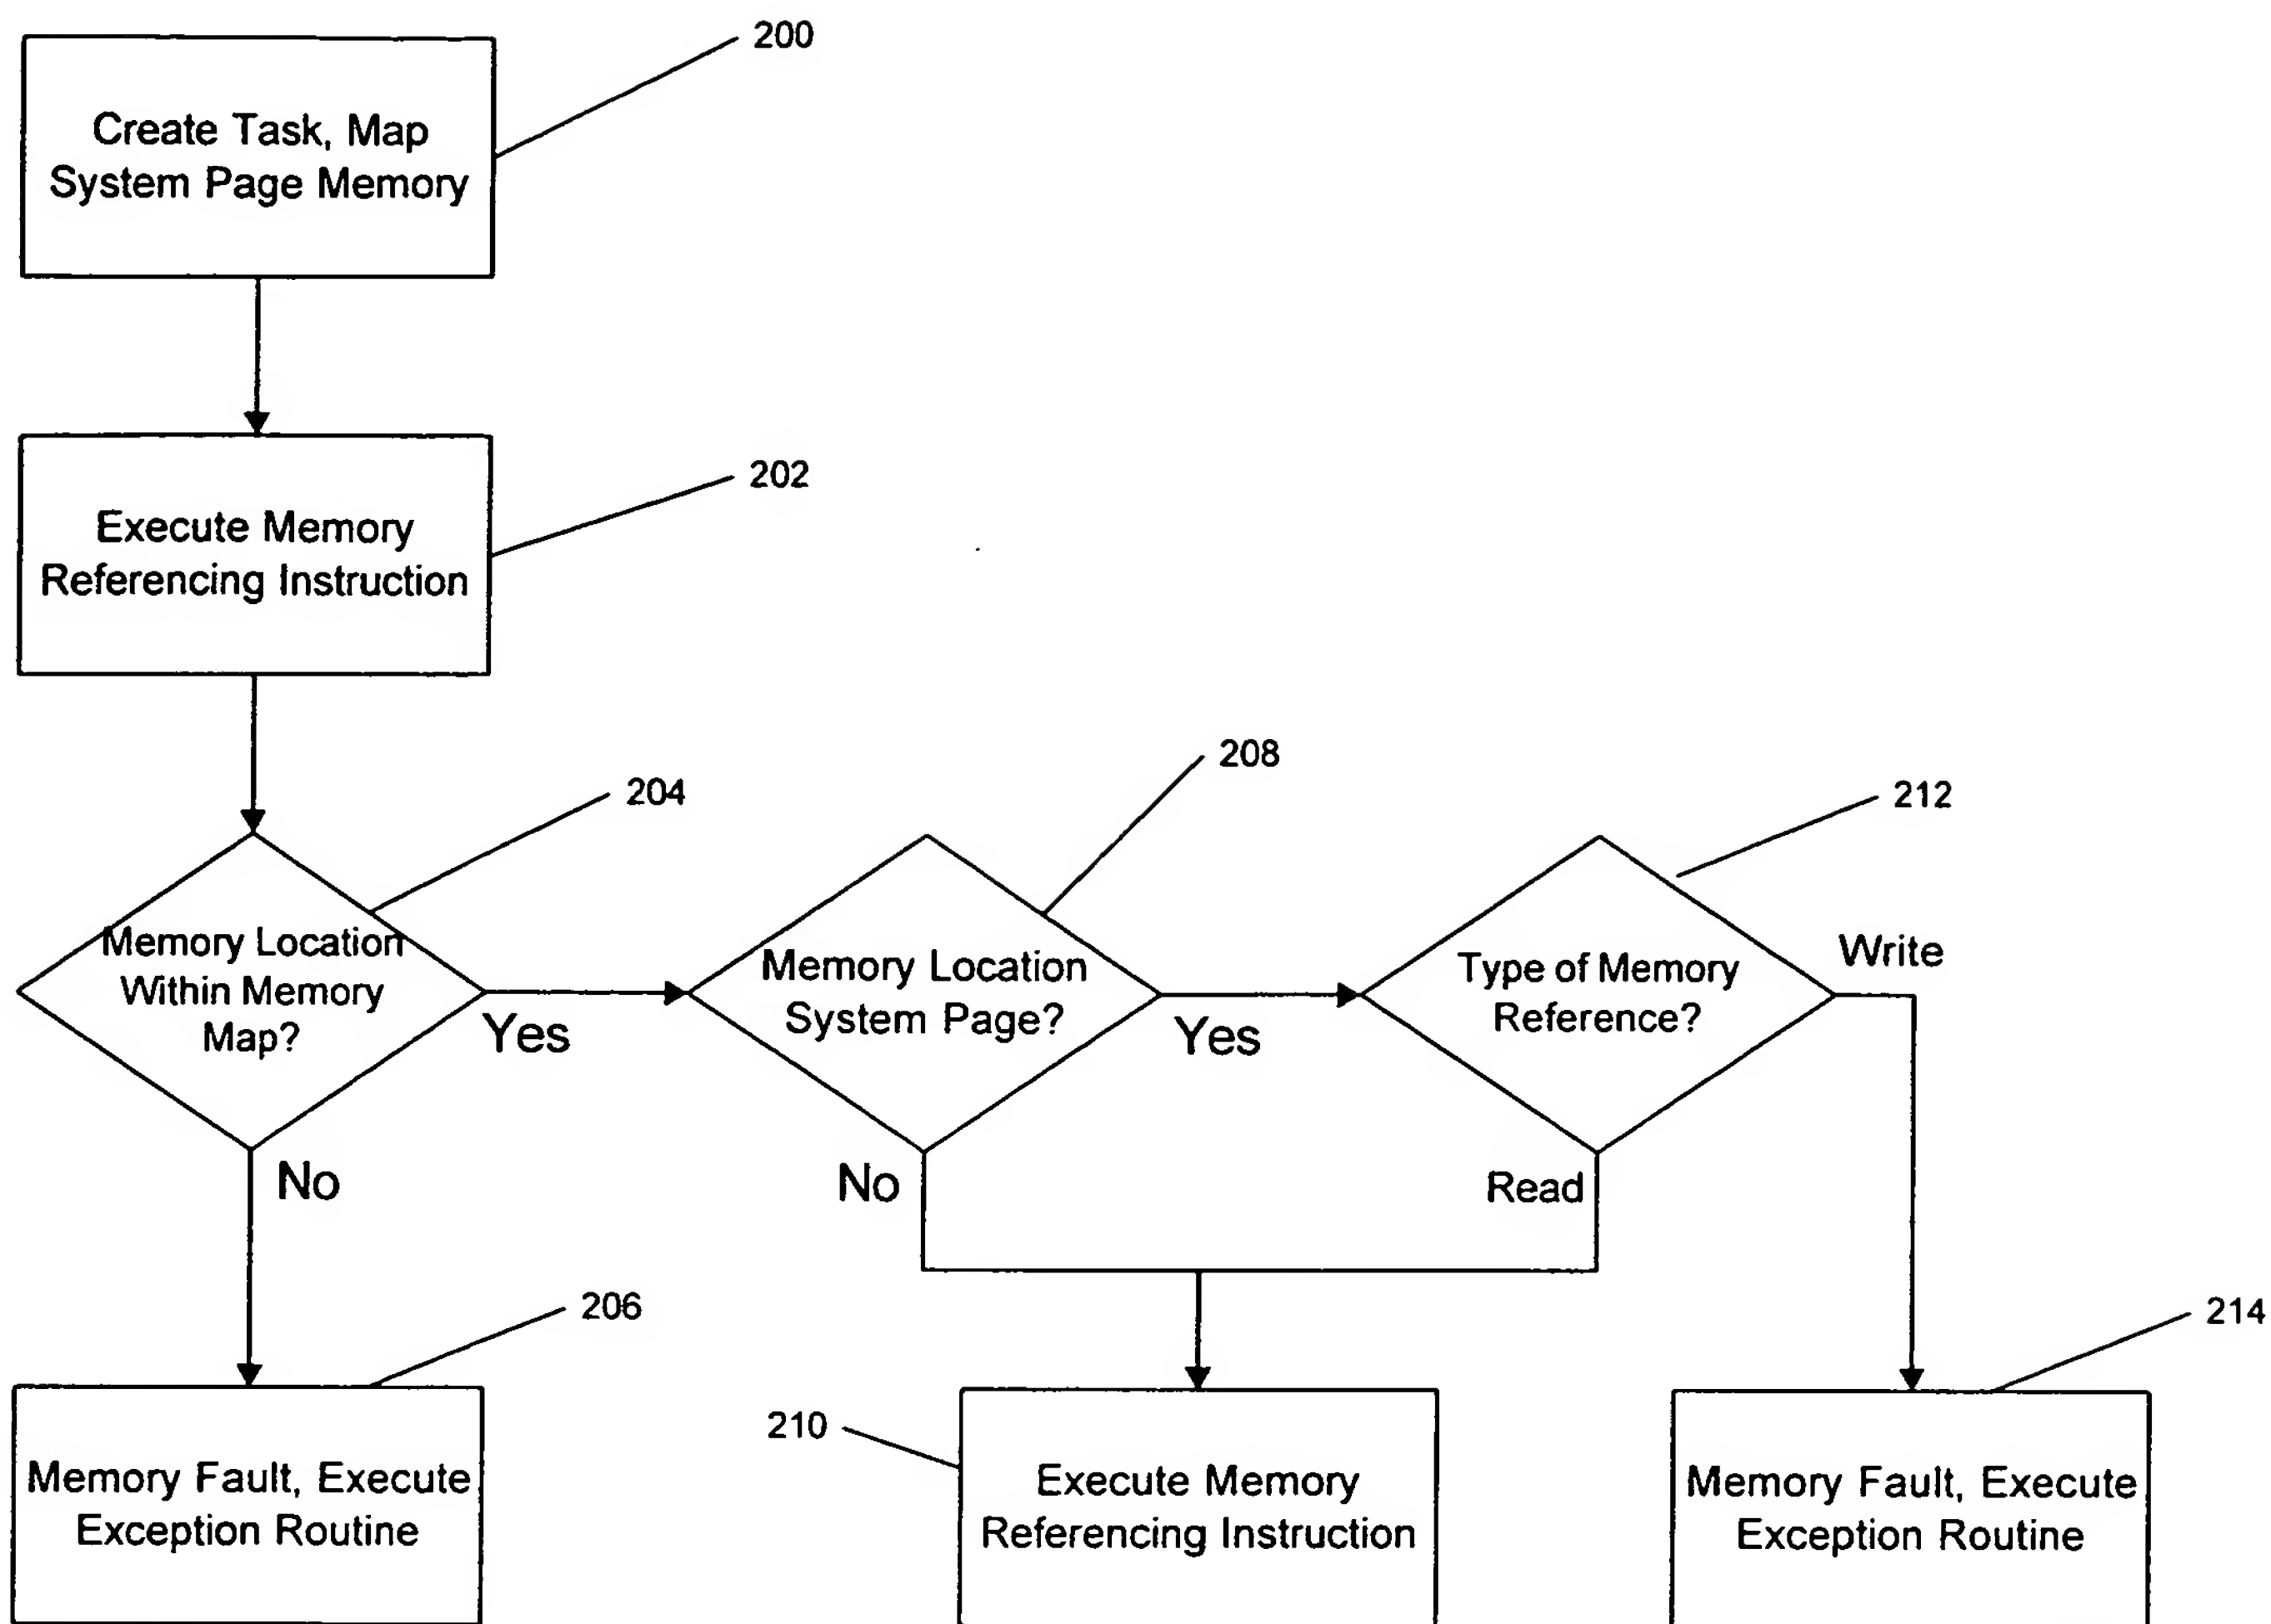 200
Create Task, Map
System Page Memory
202
Execute Memory
Referencing Instruction
204
208
212
Memory Location
Within Memory
Map?
Yes
Memory Location
System Page?
Yes
Type of Memory
Reference?
Write
No
No
Read
206
214
210
Memory Fault, Execute
Exception Routine
Execute Memory
Referencing Instruction
Memory Fault, Execute
Exception Routine